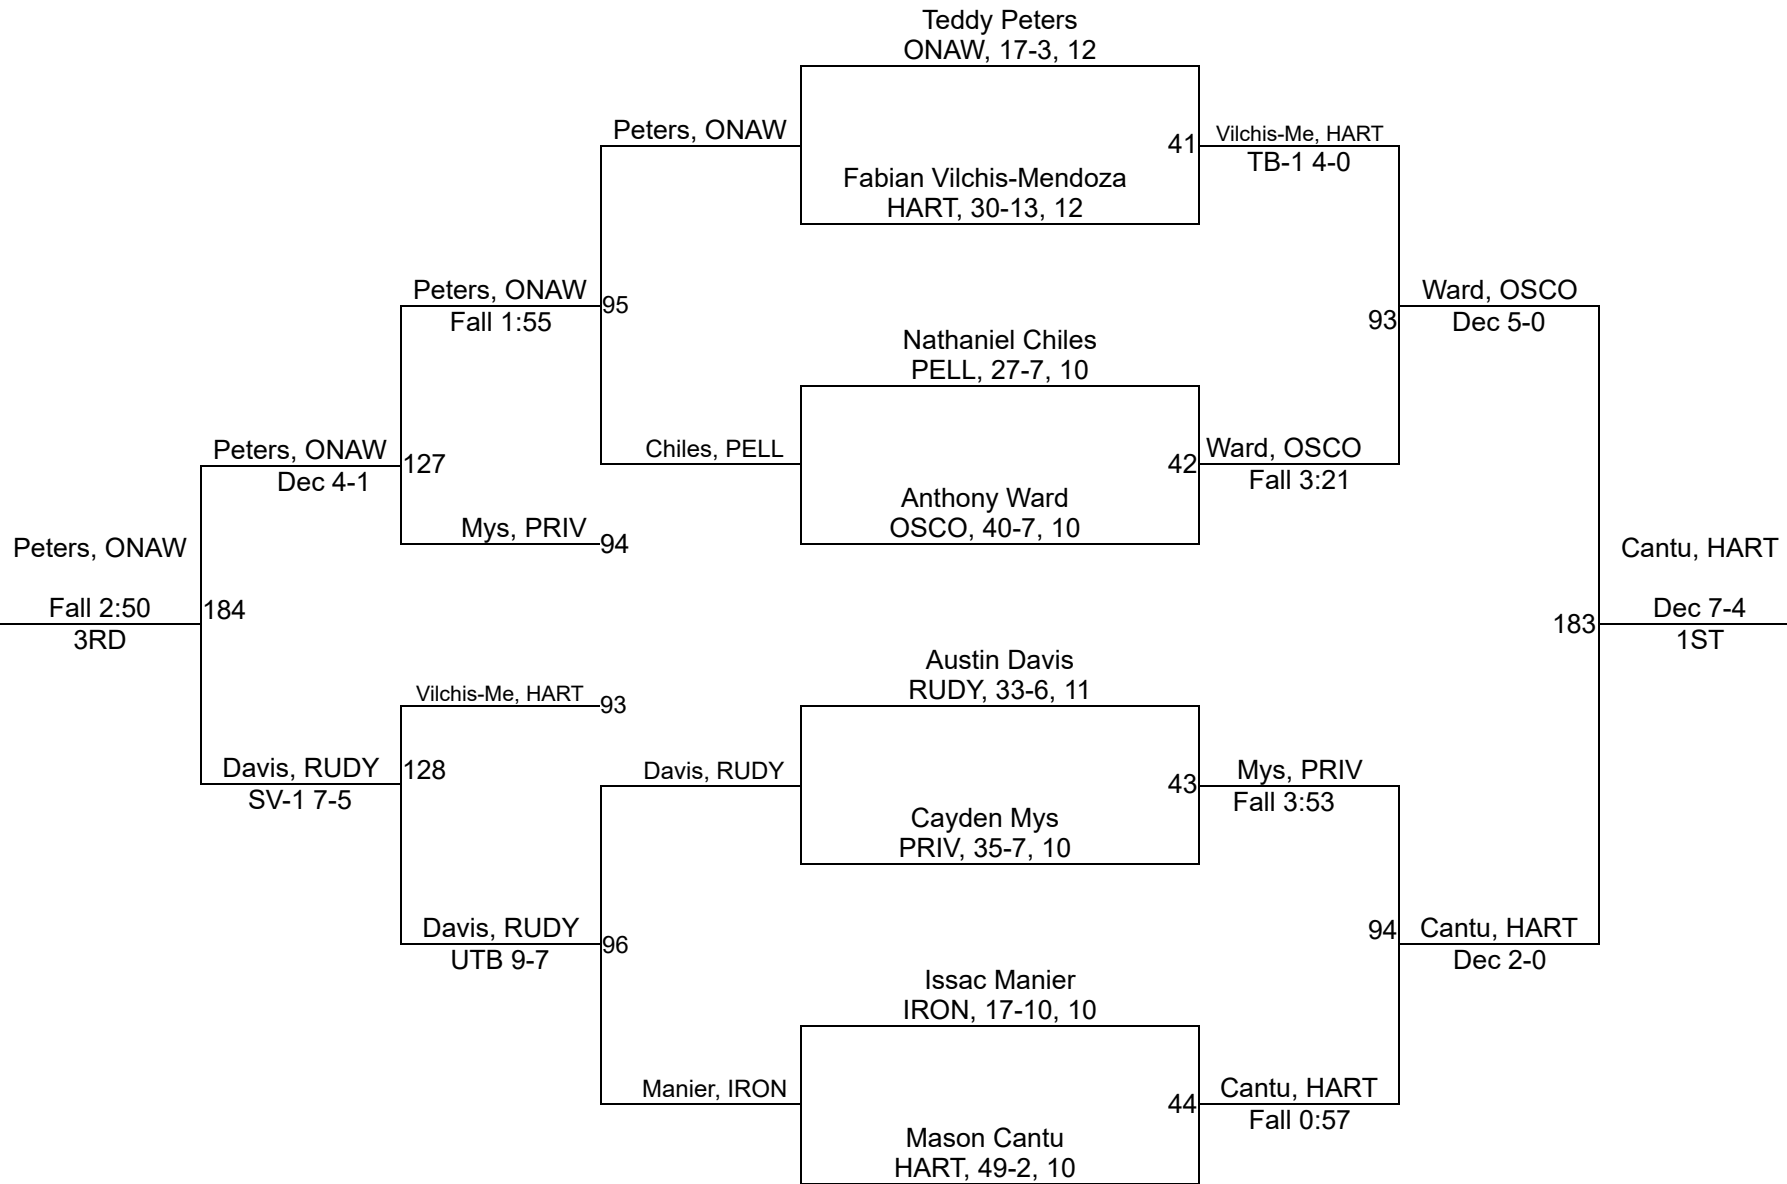 Teddy Peters
ONAW, 17-3, 12
Peters, ONAW
41
Vilchis-Me, HART
TB-1 4-0
Fabian Vilchis-Mendoza
HART, 30-13, 12
Peters, ONAW
Fall 1:55
95
93
Ward, OSCO
Dec 5-0
Nathaniel Chiles
PELL, 27-7, 10
Peters, ONAW
Dec 4-1
127
Chiles, PELL
42
Ward, OSCO
Fall 3:21
Anthony Ward
OSCO, 40-7, 10
Mys, PRIV
94
Peters, ONAW
Fall 2:50
3RD
184
Cantu, HART
Dec 7-4
1ST
183
Austin Davis
RUDY, 33-6, 11
Vilchis-Me, HART
93
Davis, RUDY
SV-1 7-5
128
Davis, RUDY
43
Mys, PRIV
Fall 3:53
Cayden Mys
PRIV, 35-7, 10
Davis, RUDY
UTB 9-7
96
94
Cantu, HART
Dec 2-0
Issac Manier
IRON, 17-10, 10
Manier, IRON
44
Cantu, HART
Fall 0:57
Mason Cantu
HART, 49-2, 10